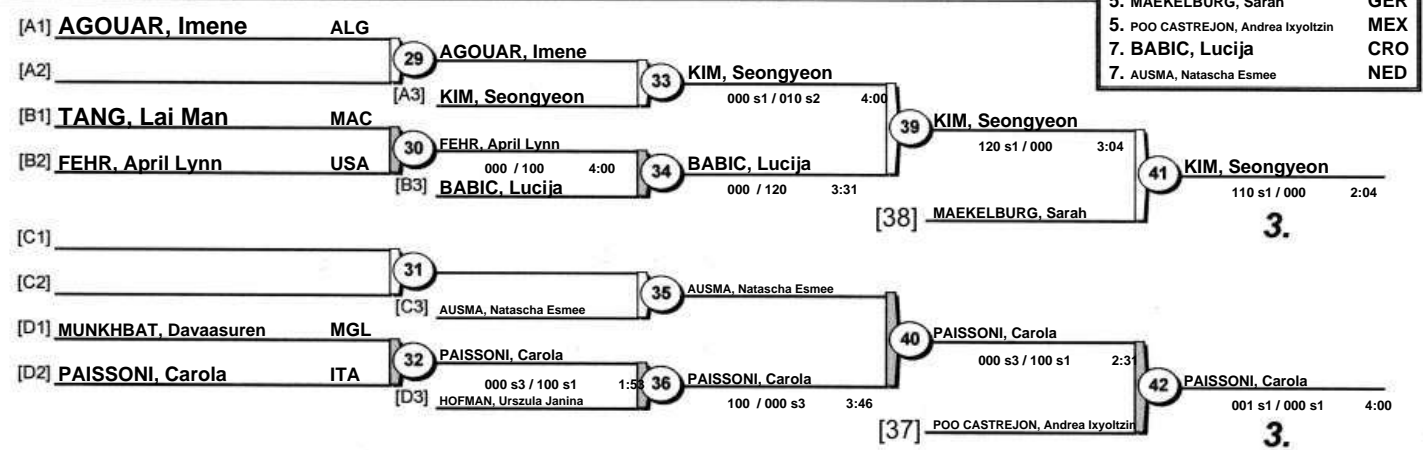 5. MAEKELBURG, Sarah GER
5. POO CASTREJON, Andrea Ixyoltzin MEX
7. BABIC, Lucija CRO
7. AUSMA, Natascha Esmee NED
[A1] AGOUAR, Imene ALG
[A2]
29
AGOUAR, Imene
[A3] KIM, Seongyeon
33
KIM, Seongyeon
000 s1 / 010 s2 4:00
[B1] TANG, Lai Man MAC
[B2] FEHR, April Lynn USA
30
FEHR, April Lynn
000 / 100 4:00
[B3] BABIC, Lucija
34
BABIC, Lucija
000 / 120 3:31
39
KIM, Seongyeon
120 s1 / 000 3:04
[38] MAEKELBURG, Sarah
41
KIM, Seongyeon
110 s1 / 000 2:04
3.
[C1]
[C2]
31
[C3] AUSMA, Natascha Esmee
35
AUSMA, Natascha Esmee
[D1] MUNKHBAT, Davaasuren MGL
[D2] PAISSONI, Carola ITA
32
PAISSONI, Carola
000 s3 / 100 s1 1:53
[D3] HOFMAN, Urszula Janina
36
PAISSONI, Carola
100 / 000 s3 3:46
40
PAISSONI, Carola
000 s3 / 100 s1 2:31
[37] POO CASTREJON, Andrea Ixyoltzin
42
PAISSONI, Carola
001 s1 / 000 s1 4:00
3.